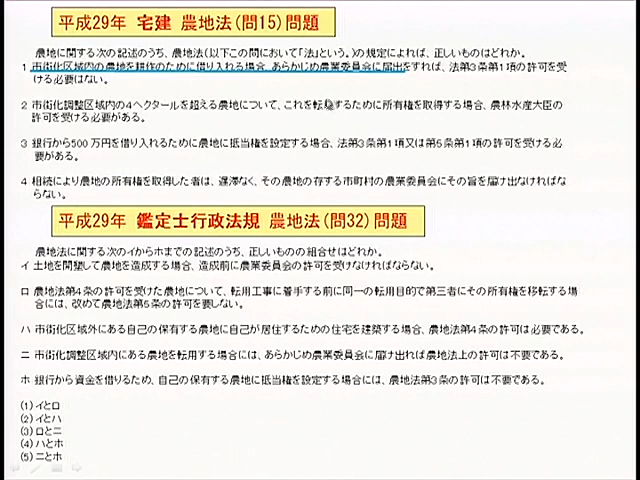 平成29年 宅建 農地法(問15)問題
農地に関する次の記述のうち、農地法(以下この問において「法」という。)の規定によれば、正しいものはどれか。
1 市街化区域内の農地を耕作のために借り入れる場合、あらかじめ農業委員会に届出をすれば、法第3条第1項の許可を受
ける必要はない。
2 市街化調整区域内の4ヘクタールを超える農地について、これを転用するために所有権を取得する場合、農林水産大臣の
許可を受ける必要がある。
3 銀行から500万円を借り入れるために農地に抵当権を設定する場合、法第3条第1項又は第5条第1項の許可を受ける必
要がある。
4 相続により農地の所有権を取得した者は、遅滞なく、その農地の存する市町村の農業委員会にその旨を届け出なければな
らない。
平成29年 鑑定士行政法規 農地法(問32)問題
農地法に関する次のイからホまでの記述のうち、正しいものの組合せはどれか。
イ 土地を開墾して農地を造成する場合、造成前に農業委員会の許可を受けなければならない。
ロ 農地法第4条の許可を受けた農地について、転用工事に着手する前に同一の転用目的で第三者にその所有権を移転する場
合には、改めて農地法第5条の許可を要しない。
ハ 市街化区域外にある自己の保有する農地に自己が居住するための住宅を建築する場合、農地法第4条の許可は必要である。
ニ 市街化調整区域内にある農地を転用する場合には、あらかじめ農業委員会に届け出れば農地法上の許可は不要である。
ホ 銀行から資金を借りるため、自己の保有する農地に抵当権を設定する場合には、農地法第3条の許可は不要である。
(1) イとロ
(2) イとハ
(3) ロとニ
(4) ハとホ
(5) ニとホ